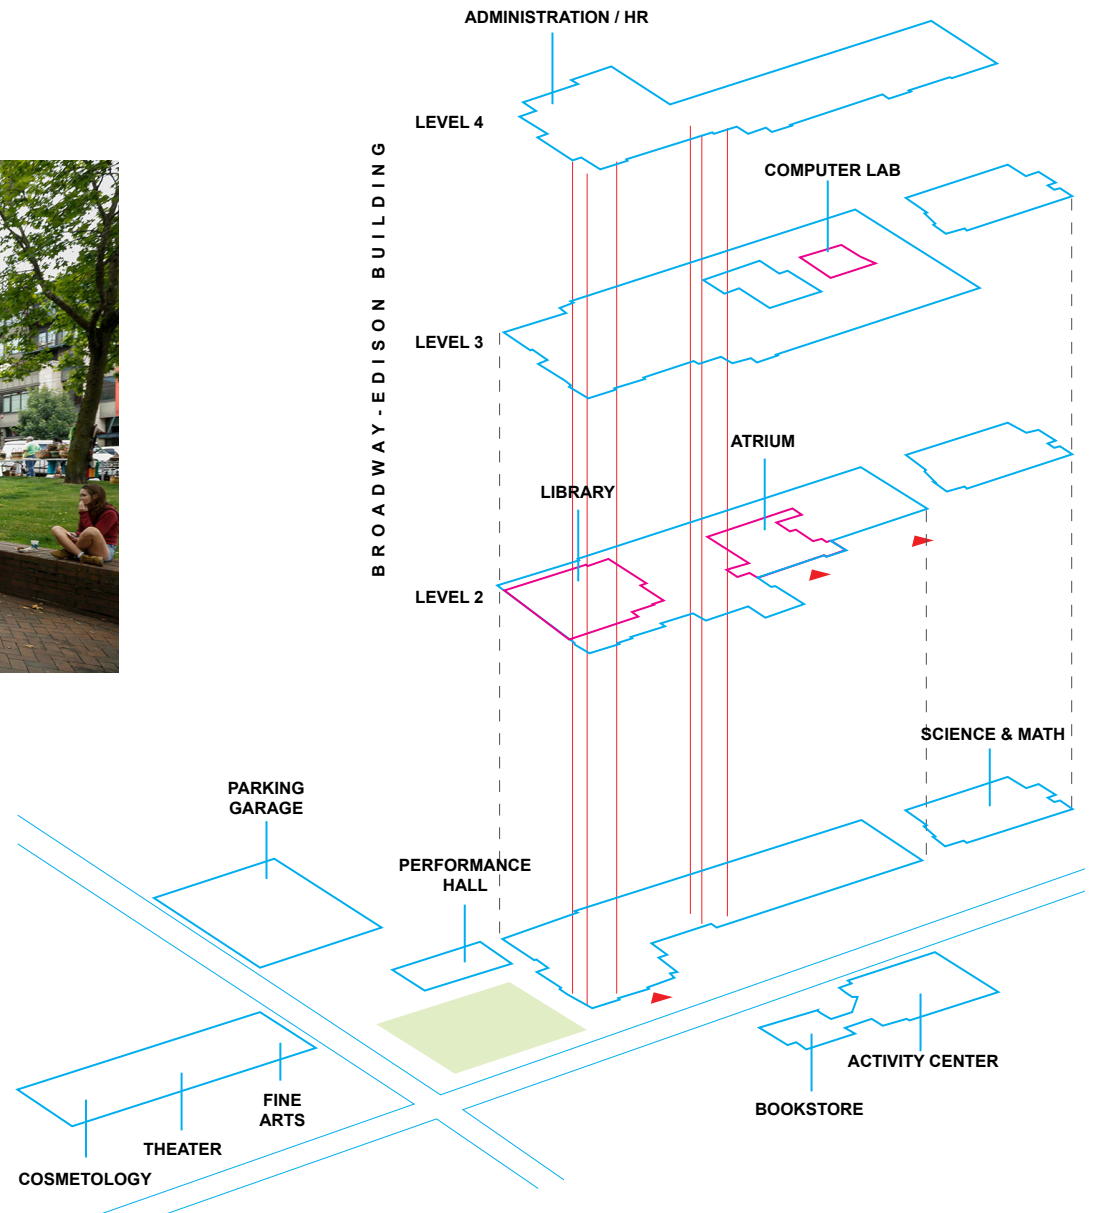 ADMINISTRATION / HR
LEVEL 4
BROADWAY-EDISON BUILDING
COMPUTER LAB
LEVEL 3
ATRIUM
LIBRARY
LEVEL 2
SCIENCE & MATH
PARKING
GARAGE
PERFORMANCE
HALL
ACTIVITY CENTER
FINE
ARTS
BOOKSTORE
THEATER
COSMETOLOGY